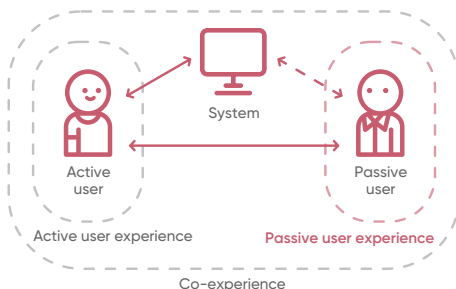 System
Active
user
Passive
user
Active user experience
Passive user experience
Co-experience